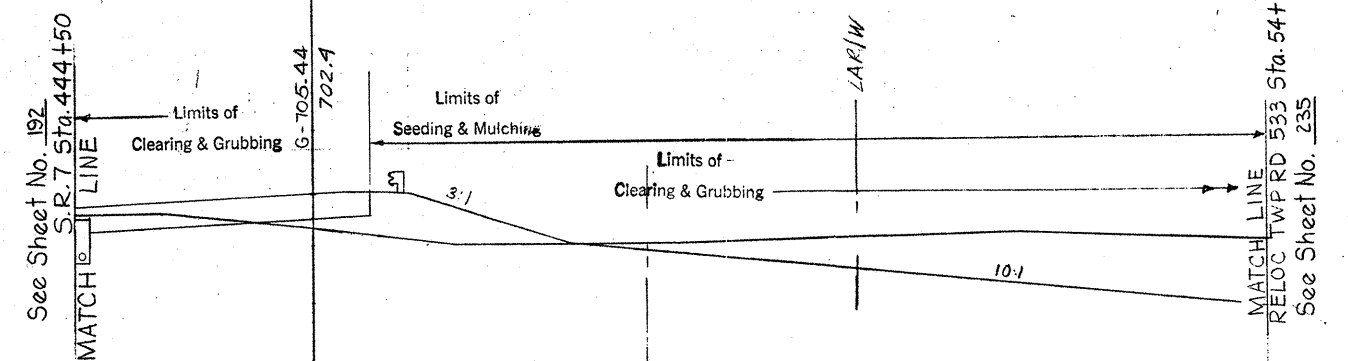 See Sheet No. 192
S.R. 7 Sta. 444+50
MATCH LINE
Limits of
Clearing & Grubbing
G-705.44
702.4
Limits of
Seeding & Mulching
LAR/W
Limits of
Clearing & Grubbing
3:1
10:1
MATCH LINE
RELOC TWP RD 533 Sta. 54+
See Sheet No. 235